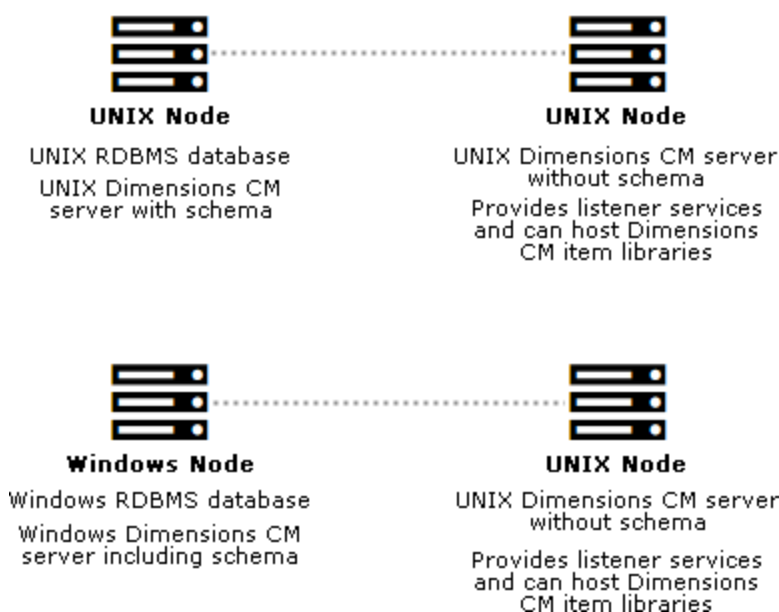 UNIX Node
UNIX RDBMS database
UNIX Dimensions CM
server with schema
UNIX Node
UNIX Dimensions CM server
without schema
Provides listener services
and can host Dimensions
CM item libraries
Windows Node
Windows RDBMS database
Windows Dimensions CM
server including schema
UNIX Node
UNIX Dimensions CM server
without schema
Provides listener services
and can host Dimensions
CM item libraries